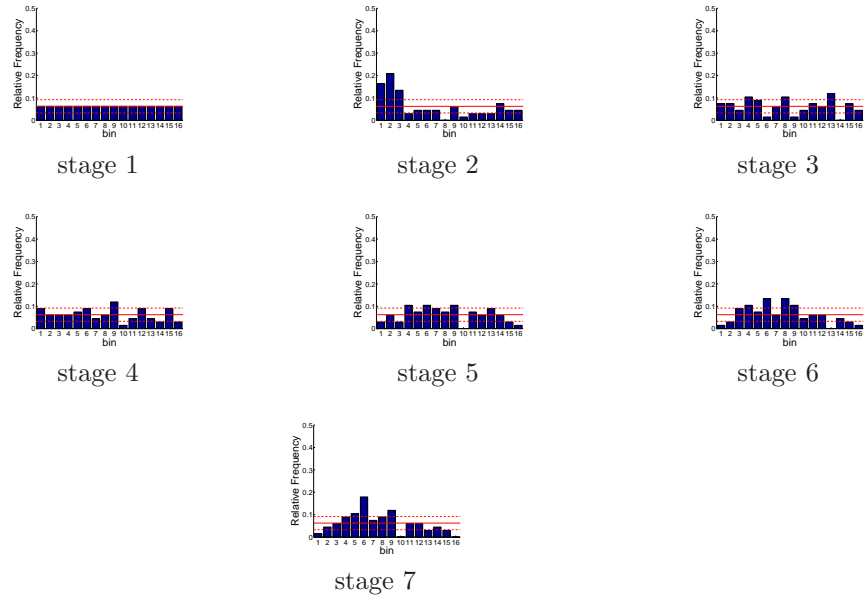 0.5 0.5 0.5
0.4 0.4 0.4
0.3 0.3 0.3
0.2 0.2 0.2
0.1 0.1 0.1
0 0 0
Relative Frequency Relative Frequency Relative Frequency
1 2 3 4 5 6 7 8 9 10 11 12 13 14 15 16 1 2 3 4 5 6 7 8 9 10 11 12 13 14 15 16 1 2 3 4 5 6 7 8 9 10 11 12 13 14 15 16
bin bin bin
stage 1 stage 2 stage 3
0.5 0.5 0.5
0.4 0.4 0.4
0.3 0.3 0.3
0.2 0.2 0.2
0.1 0.1 0.1
0 0 0
Relative Frequency Relative Frequency Relative Frequency
1 2 3 4 5 6 7 8 9 10 11 12 13 14 15 16 1 2 3 4 5 6 7 8 9 10 11 12 13 14 15 16 1 2 3 4 5 6 7 8 9 10 11 12 13 14 15 16
bin bin bin
stage 4 stage 5 stage 6
0.5
0.4
0.3
0.2
0.1
0
Relative Frequency
1 2 3 4 5 6 7 8 9 10 11 12 13 14 15 16
bin
stage 7